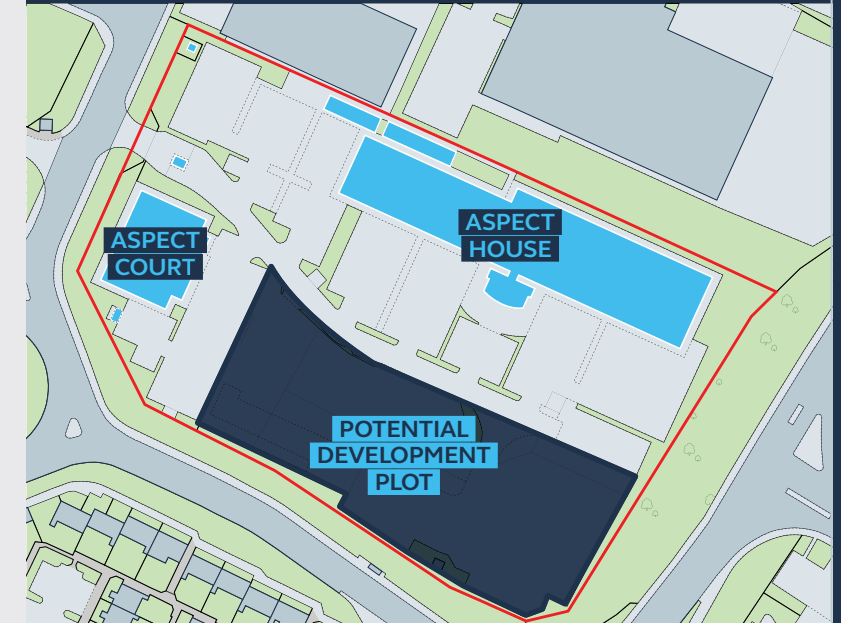 ASPECT
COURT
ASPECT
HOUSE
POTENTIAL
DEVELOPMENT
PLOT